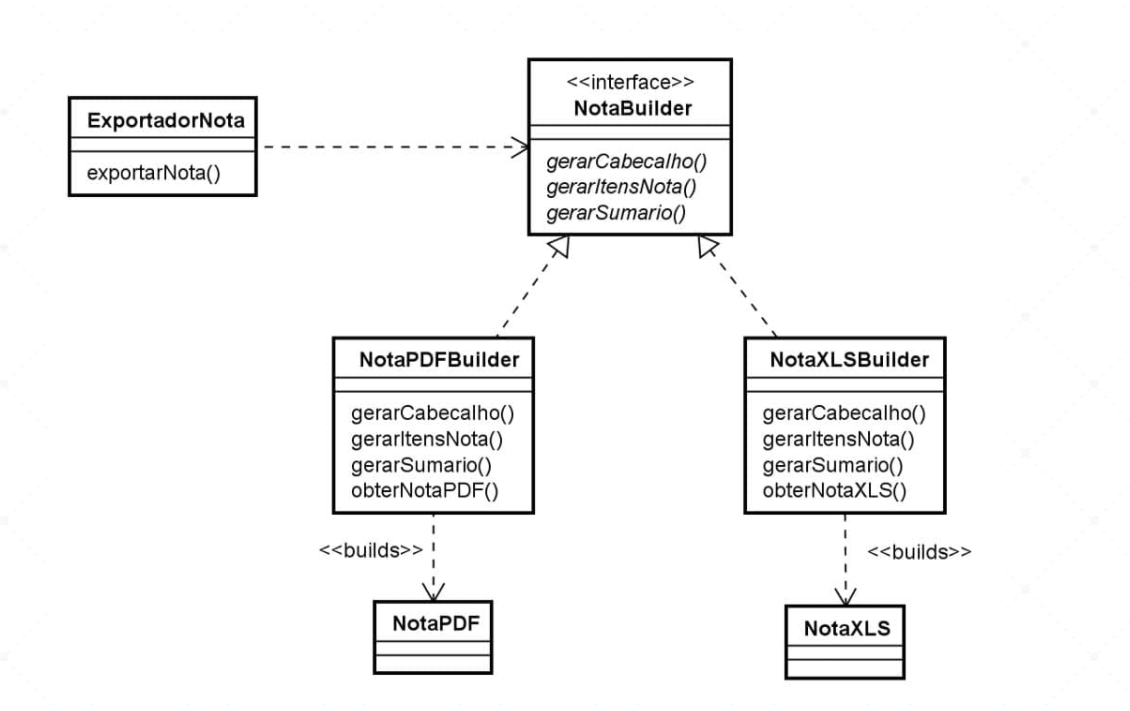 ExportadorNota
exportarNota()
<<interface>>
NotaBuilder
gerarCabecalho()
gerarItensNota()
gerarSumario()
NotaPDFBuilder
gerarCabecalho()
gerarItensNota()
gerarSumario()
obterNotaPDF()
NotaXLSBuilder
gerarCabecalho()
gerarItensNota()
gerarSumario()
obterNotaXLS()
<<builds>>
<<builds>>
NotaPDF
NotaXLS